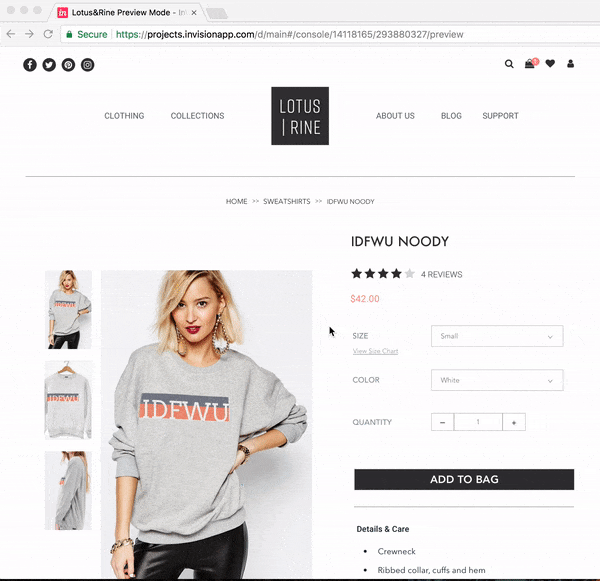 Lotus&Rine Preview Mode - In
Secure
https://projects.invisionapp.com/d/main#/console/14118165/293880327/preview
1
CLOTHING COLLECTIONS
LOTUS
| RINE
ABOUT US BLOG SUPPORT
HOME >> SWEATSHIRTS >> IDFWU NOODY
IDFWU NOODY
4 REVIEWS
$42.00
SIZE Small
View Size Chart
COLOR White
QUANTITY – 1 +
ADD TO BAG
Details & Care
• Crewneck
• Ribbed collar, cuffs and hem
IDFWU
IDFWU